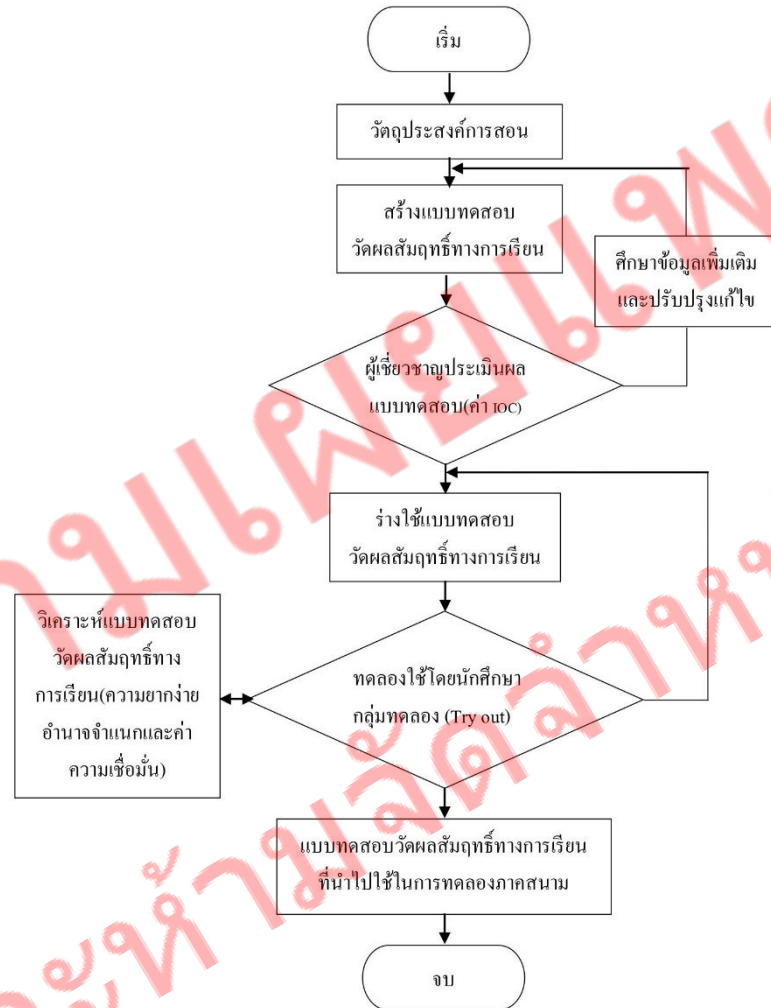 เริ่ม
วัตถุประสงค์การสอน
สร้างแบบทดสอบ
วัดผลสัมฤทธิ์ทางการเรียน
ศึกษาข้อมูลเพิ่มเติม
และปรับปรุงแก้ไข
ผู้เชี่ยวชาญประเมินผล
แบบทดสอบ(ค่า IOC)
ร่างใช้แบบทดสอบ
วัดผลสัมฤทธิ์ทางการเรียน
วิเคราะห์แบบทดสอบ
วัดผลสัมฤทธิ์ทาง
การเรียน(ความยากง่าย
อำนาจจำแนกและค่า
ความเชื่อมั่น)
ทดลองใช้โดยนักศึกษา
กลุ่มทดลอง (Try out)
แบบทดสอบวัดผลสัมฤทธิ์ทางการเรียน
ที่นำไปใช้ในการทดลองภาคสนาม
จบ